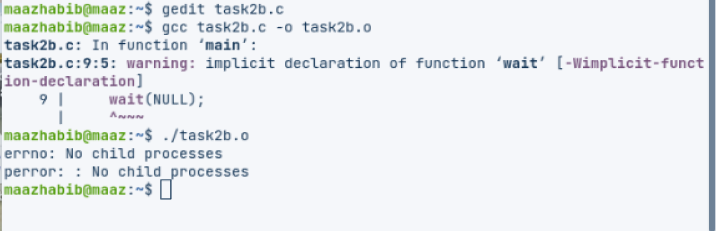 maazhabib@maaz:~$ gedit task2b.c
maazhabib@maaz:~$ gcc task2b.c -o task2b.o
task2b.c: In function ‘main’:
task2b.c:9:5: warning: implicit declaration of function ‘wait’ [-Wimplicit-funct
ion-declaration]
    9 |     wait(NULL);
      |     ^~~~
maazhabib@maaz:~$ ./task2b.o
errno: No child processes
perror: : No child processes
maazhabib@maaz:~$